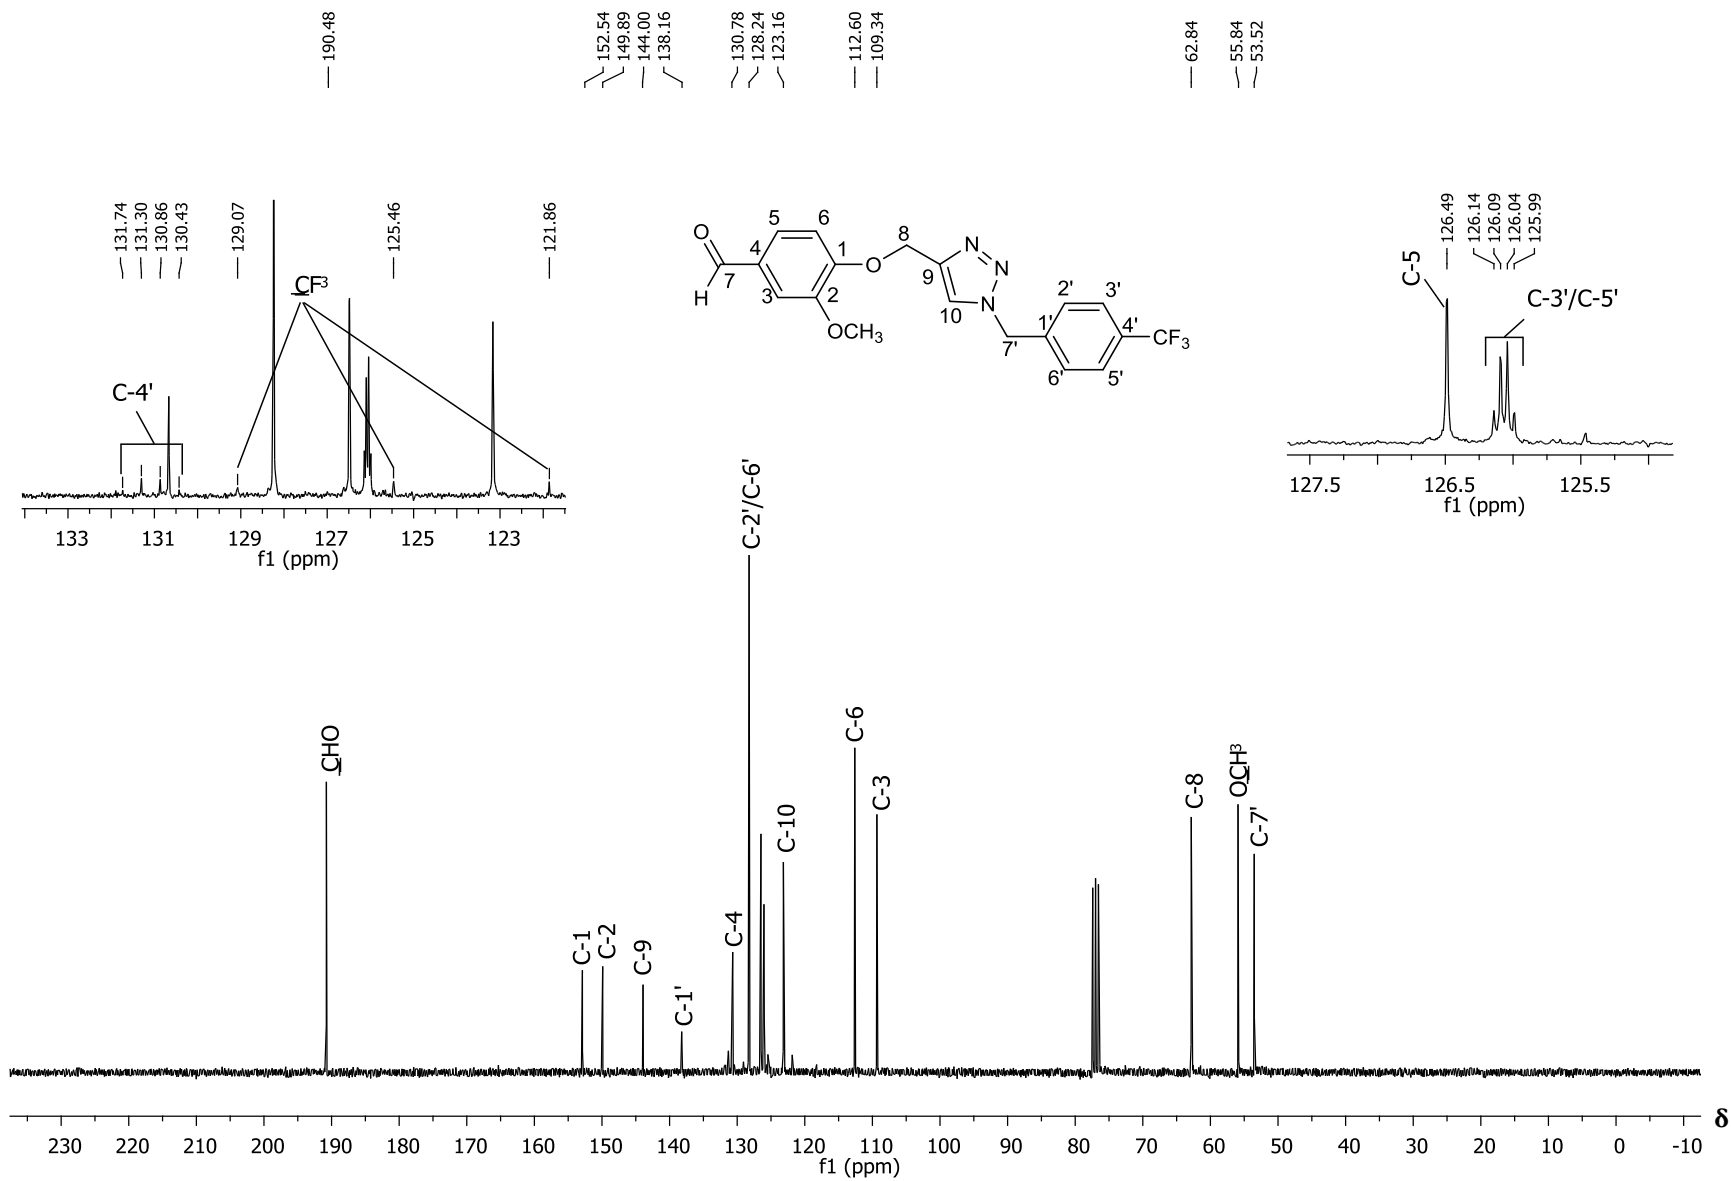 190.48
152.54
149.89
144.00
138.16
130.78
128.24
123.16
112.60
109.34
62.84
55.84
53.52
131.74
131.30
130.86
130.43
129.07
125.46
121.86
CF3
C-4'
133 131 129 127 125 123
f1 (ppm)
O
H
7
4
5
6
3
2
1
OCH3
O
8
9
10
N
N
N
7'
1'
2'
3'
4'
5'
6'
CF3
126.49
126.14
126.09
126.04
125.99
C-5
C-3'/C-5'
127.5 126.5 125.5
f1 (ppm)
CHO
C-1
C-2
C-9
C-1'
C-4
C-2'/C-6'
C-10
C-6
C-3
C-8
OCH3
C-7'
230 220 210 200 190 180 170 160 150 140 130 120 110 100 90 80 70 60 50 40 30 20 10 0 -10
δ
f1 (ppm)